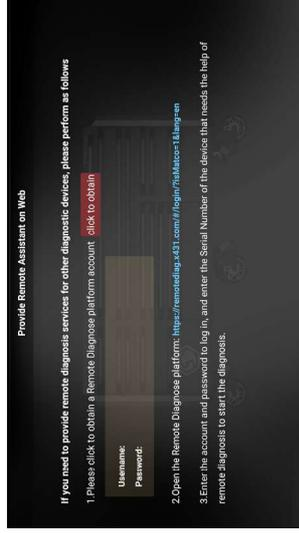 Provide Remote Assistant on Web
If you need to provide remote diagnosis services for other diagnostic devices, please perform as follows
1.Please click to obtain a Remote Diagnose platform account click to obtain
Username:
Password:
2.Open the Remote Diagnose platform: https://remotediag.x431.com/#/login/?isMatco=1&lang=en
3.Enter the account and password to log in, and enter the Serial Number of the device that needs the help of
remote diagnosis to start the diagnosis.